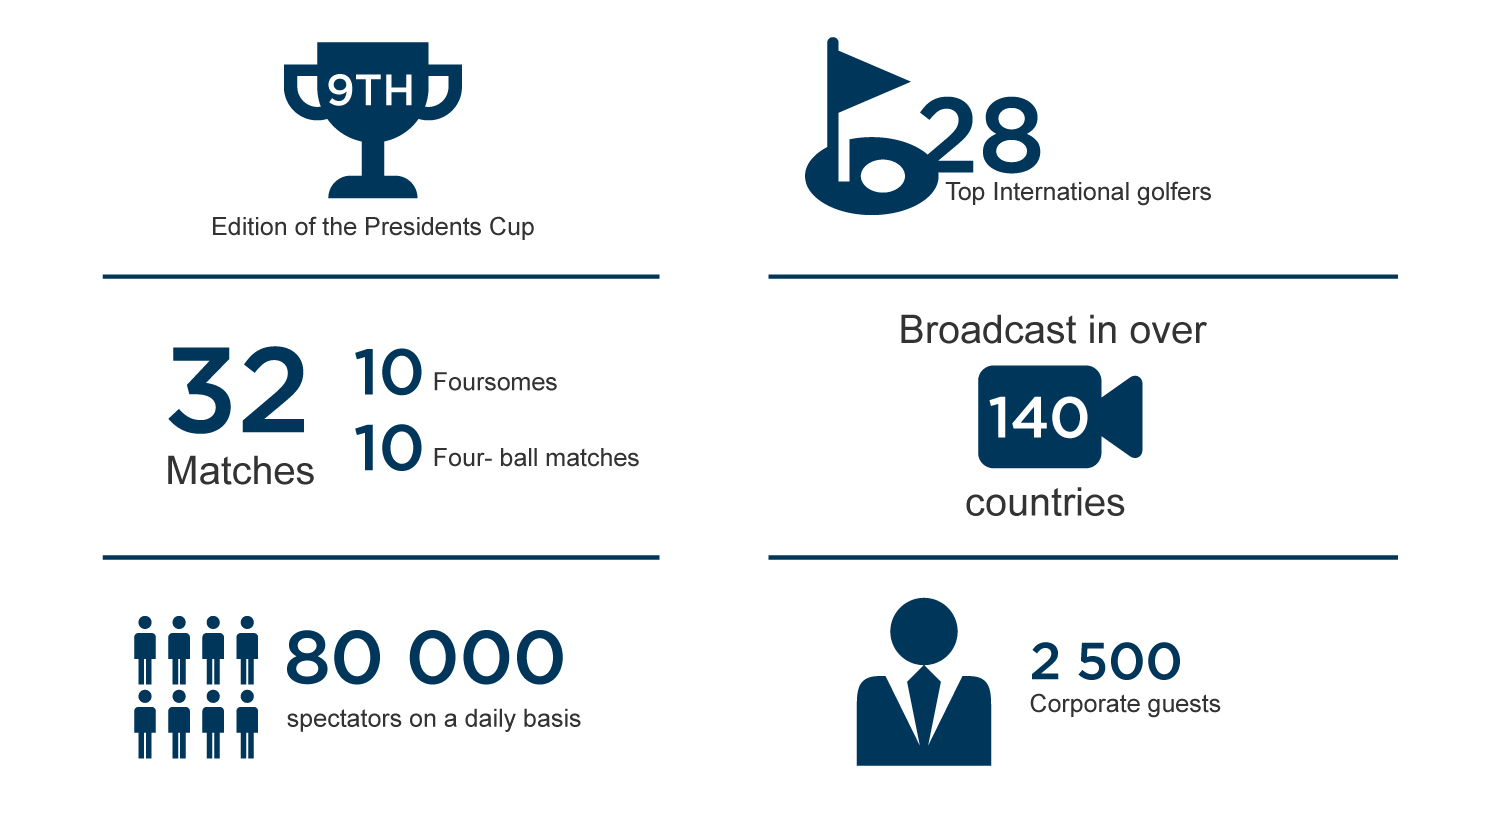 9TH
Edition of the Presidents Cup
28
Top International golfers
32
Matches
10 Foursomes
10 Four- ball matches
Broadcast in over
140
countries
80 000
spectators on a daily basis
2 500
Corporate guests